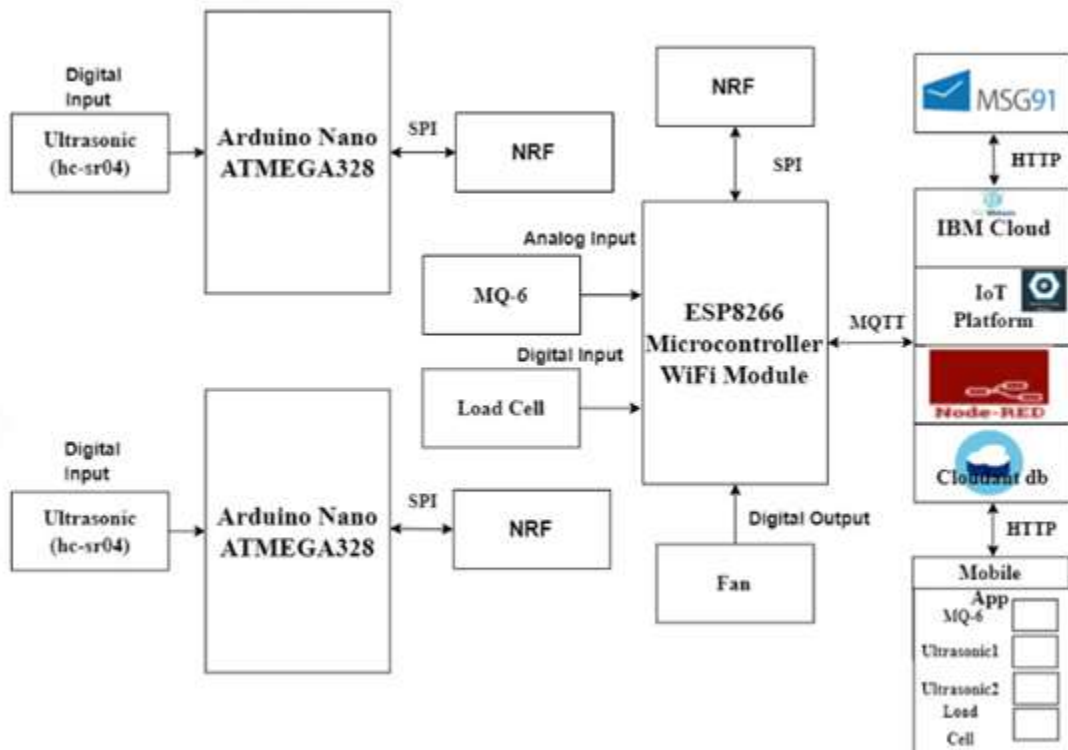 Digital
Input
Ultrasonic
(hc-sr04)
Arduino Nano
ATMEGA328
SPI
NRF
NRF
SPI
Analog Input
MQ-6
Digital Input
Load Cell
ESP8266
Microcontroller
WiFi Module
Digital Output
Fan
MQTT
Digital
Input
Ultrasonic
(hc-sr04)
Arduino Nano
ATMEGA328
SPI
NRF
MSG91
HTTP
IBM Cloud
IoT
Platform
Node-RED
Cloudant db
HTTP
Mobile
App
MQ-6
Ultrasonic1
Ultrasonic2
Load
Cell